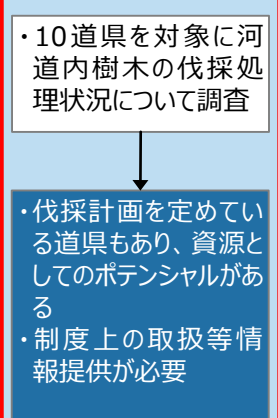 ・10道県を対象に河
道内樹木の伐採処
理状況について調査
・伐採計画を定めてい
る道県もあり、資源と
してのポテンシャルがあ
る
・制度上の取扱等情
報提供が必要